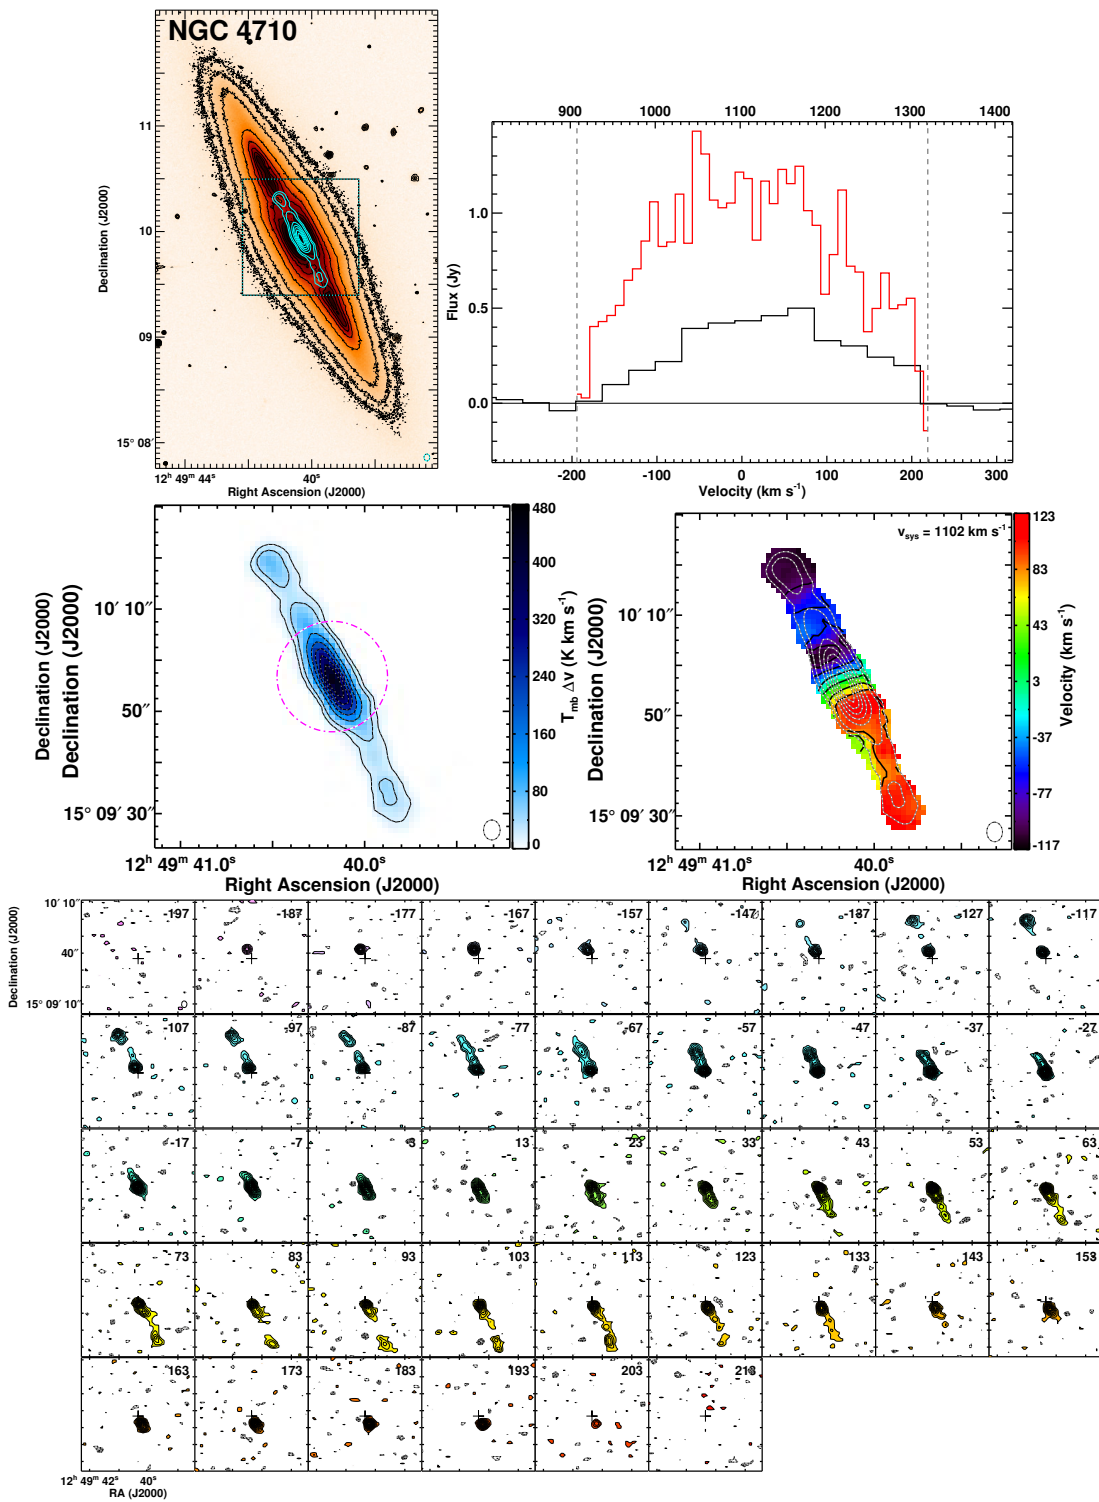 NGC 4710
11
10
09
15° 08′
12ʰ 49ᵐ 44ˢ 40ˢ
Right Ascension (J2000)
Declination (J2000)
900 1000 1100 1200 1300 1400
Flux (Jy)
1.0
0.5
0.0
-200 -100 0 100 200 300
Velocity (km s⁻¹)
Declination (J2000)
Declination (J2000)
10′ 10″
50″
15° 09′ 30″
12ʰ 49ᵐ 41.0ˢ 40.0ˢ
Right Ascension (J2000)
480
400
320
240
160
80
0
T_mb Δv (K km s⁻¹)
v_sys = 1102 km s⁻¹
Declination (J2000)
10′ 10″
50″
15° 09′ 30″
12ʰ 49ᵐ 41.0ˢ 40.0ˢ
Right Ascension (J2000)
123
83
43
3
-37
-77
-117
Velocity (km s⁻¹)
Declination (J2000)
10′ 10″
40″
15° 09′ 10″
-197 -187 -177 -167 -157 -147 -187 -127 -117
-107 -97 -87 -77 -67 -57 -47 -37 -27
-17 -7 3 13 23 33 43 53 63
73 83 93 103 113 123 133 143 153
163 173 183 193 203 213
12ʰ 49ᵐ 42ˢ 40ˢ
RA (J2000)